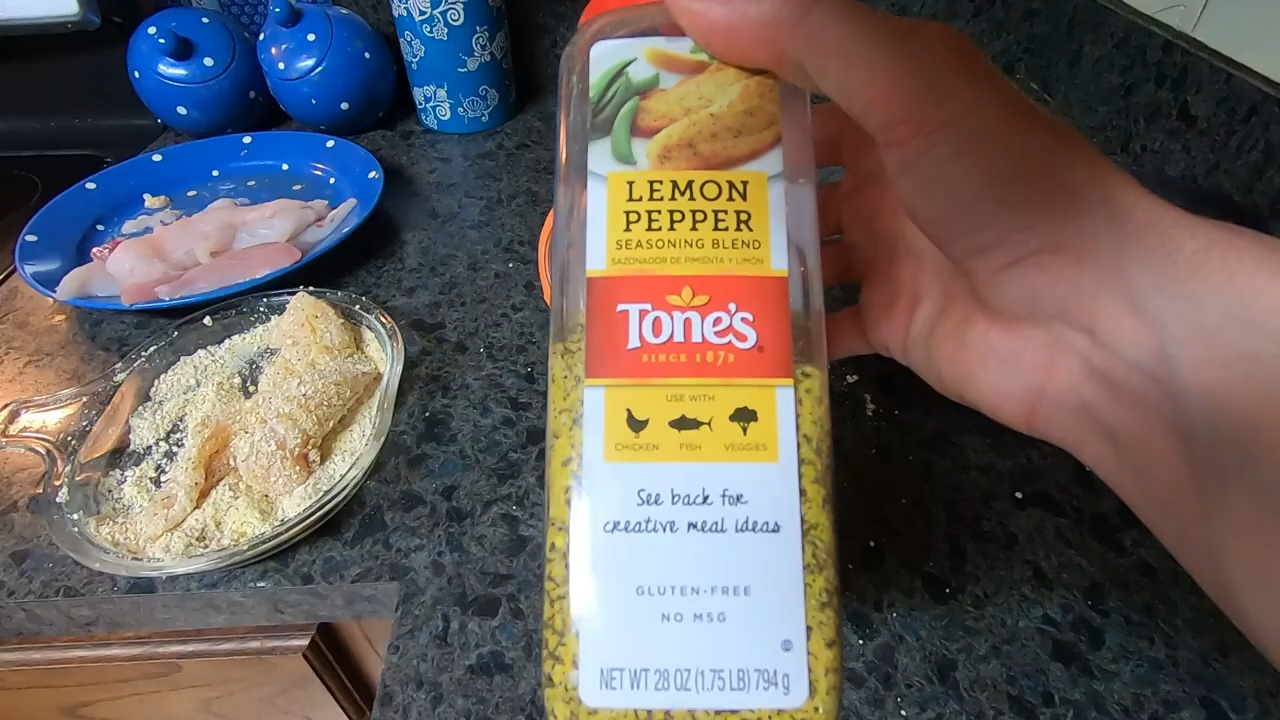 LEMON
PEPPER
SEASONING BLEND
SAZONADOR DE PIMIENTA Y LIMÓN
TONE'S
SINCE 1873
USE WITH
CHICKEN FISH VEGGIES
See back for
creative meal ideas
GLUTEN-FREE
NO MSG
NET WT 28 OZ (1.75 LB) 794 g